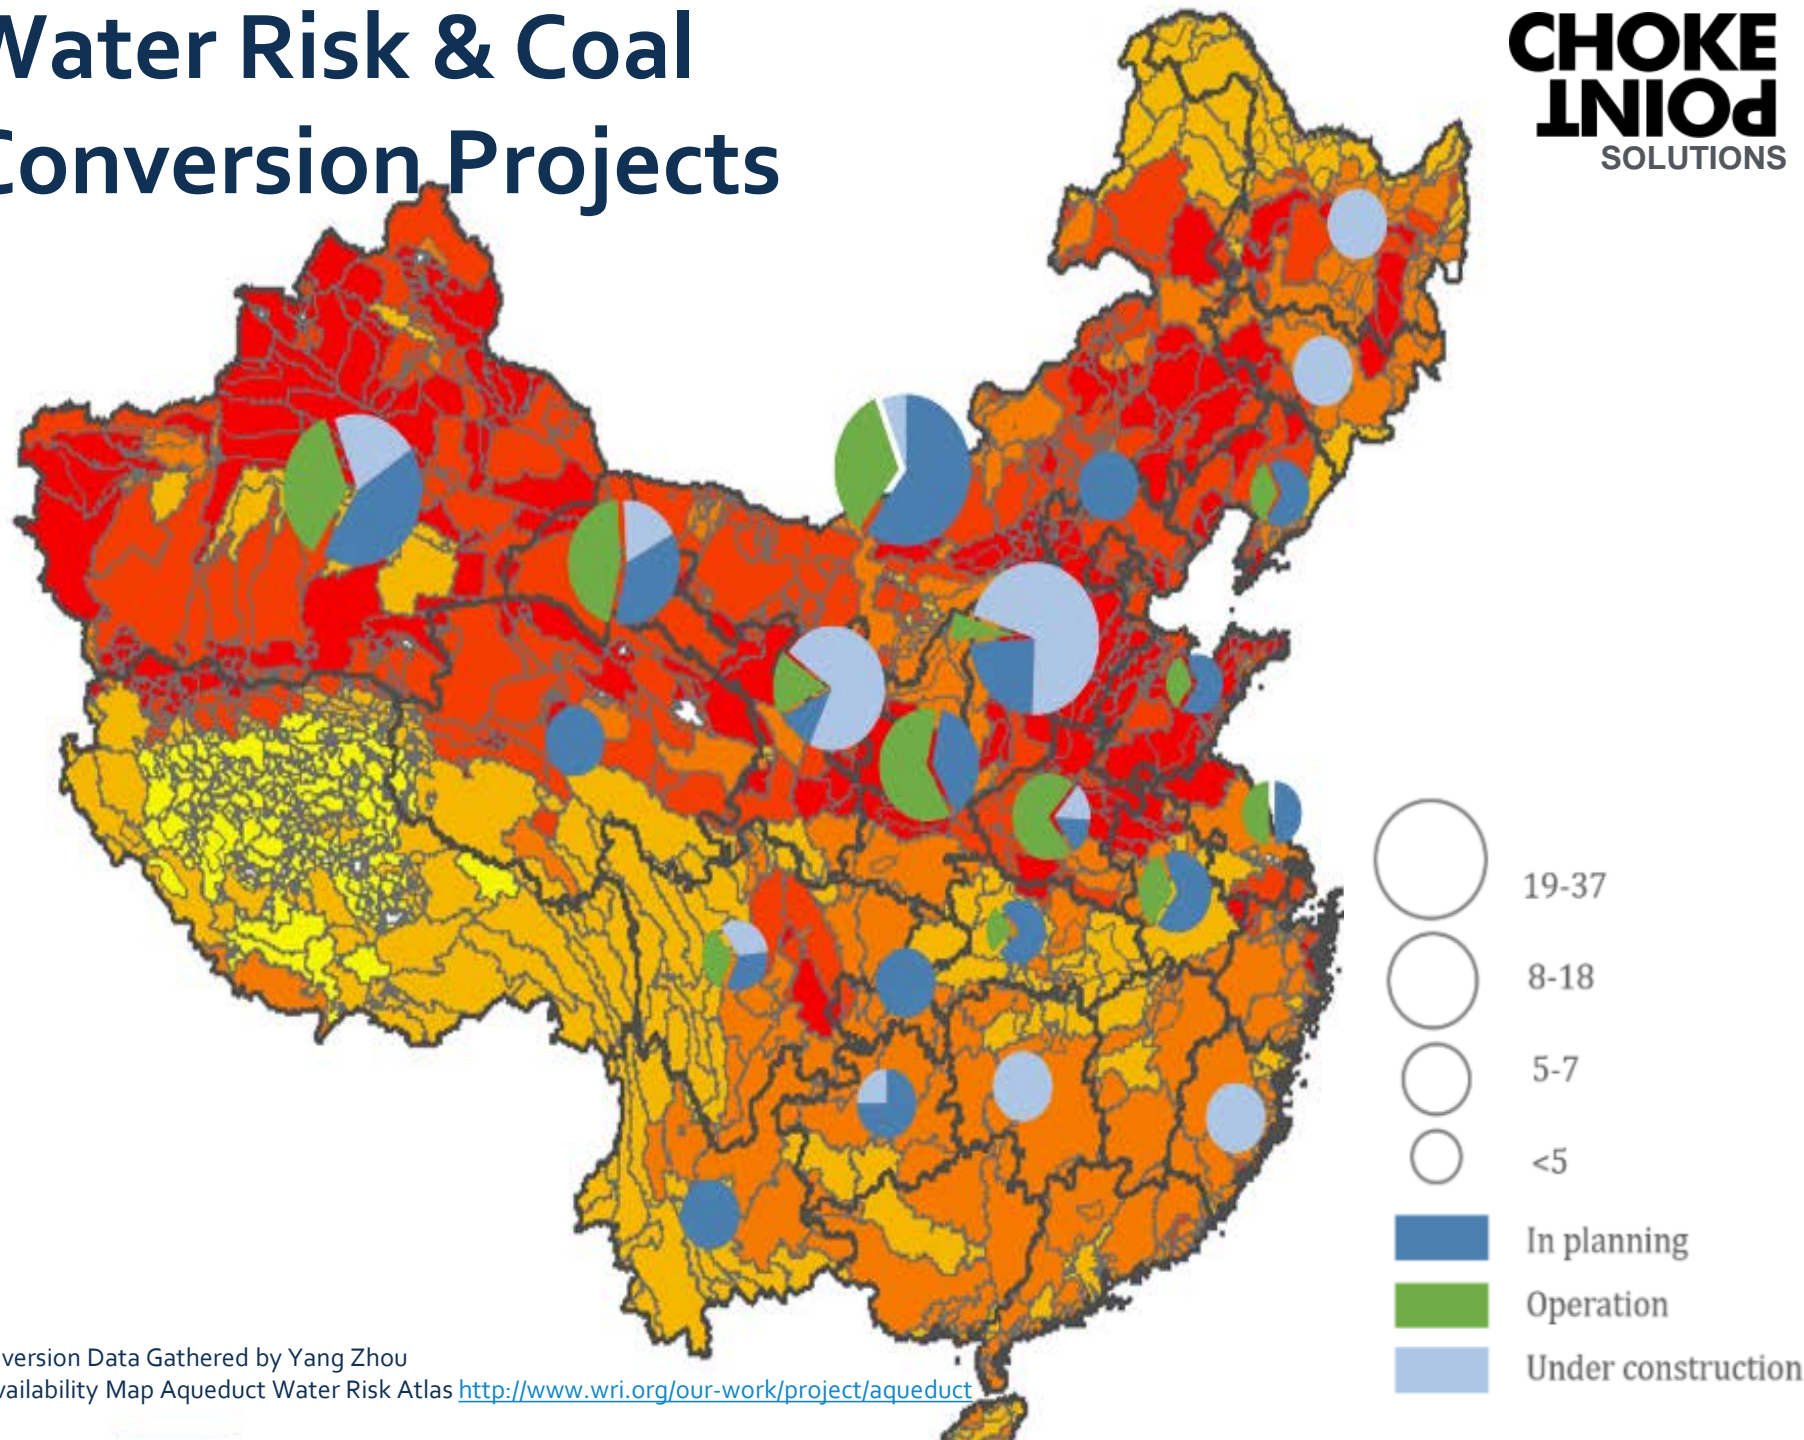 Water Risk & Coal
Conversion Projects
CHOKE
POINT
SOLUTIONS
19-37
8-18
5-7
<5
In planning
Operation
Under construction
version Data Gathered by Yang Zhou
vailability Map Aqueduct Water Risk Atlas http://www.wri.org/our-work/project/aqueduct